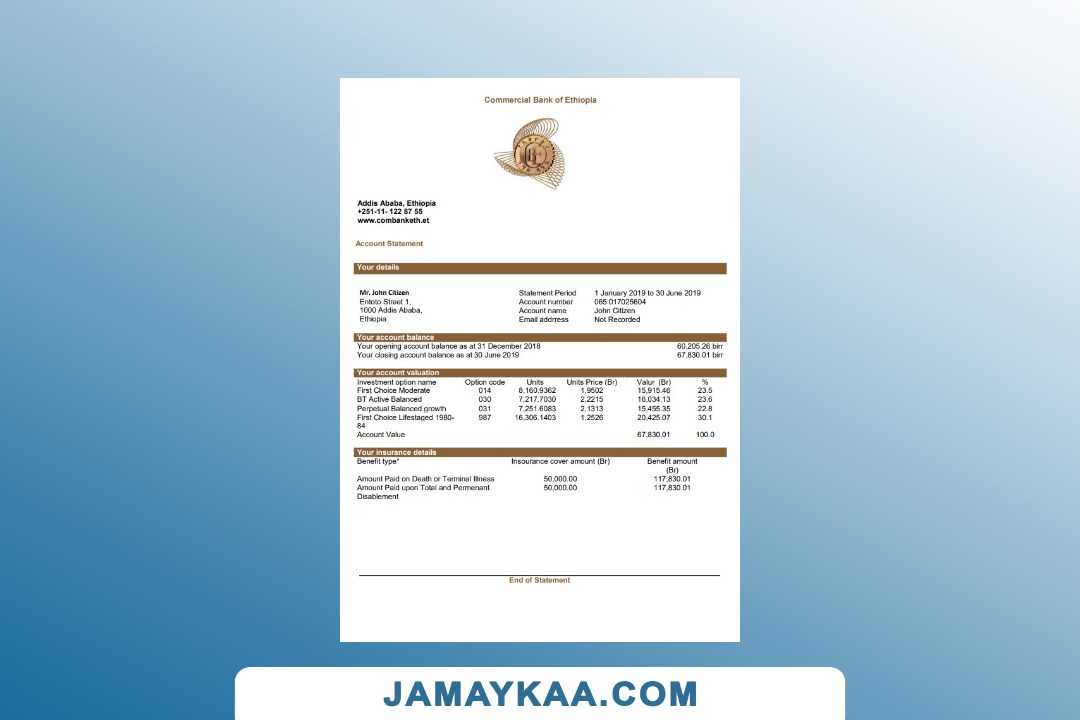 Commercial Bank of Ethiopia
Addis Ababa, Ethiopia
+251-11- 122 87 55
www.combanketh.et
Account Statement
Your details
Mr. John Citizen
Entoto Street 1,
1000 Addis Ababa,
Ethiopia
Statement Period 1 January 2019 to 30 June 2019
Account number 065 017025604
Account name John Citizen
Email addrress Not Recorded
Your account balance
Your opening account balance as at 31 December 2018 60,205.26 birr
Your closing account balance as at 30 June 2019 67,830.01 birr
Your account valuation
Investment option name Option code Units Units Price (Br) Valur (Br) %
First Choice Moderate 014 8,160.9362 1,9502 15,915.46 23.5
BT Active Balanced 030 7,217.7030 2,2215 16,034.13 23.6
Perpetual Balanced growth 031 7,251.6083 2,1313 15,455.35 22.8
First Choice Lifestaged 1980- 987 16,306.1403 1,2526 20,425.07 30.1
84
Account Value 67,830.01 100.0
Your insurance details
Benefit type* Insourance cover amount (Br) Benefit amount
(Br)
Amount Paid on Death or Terminal Illness 50,000.00 117,830.01
Amount Paid upon Total and Permenant 50,000.00 117,830.01
Disablement
End of Statement
JAMAYKAA.COM